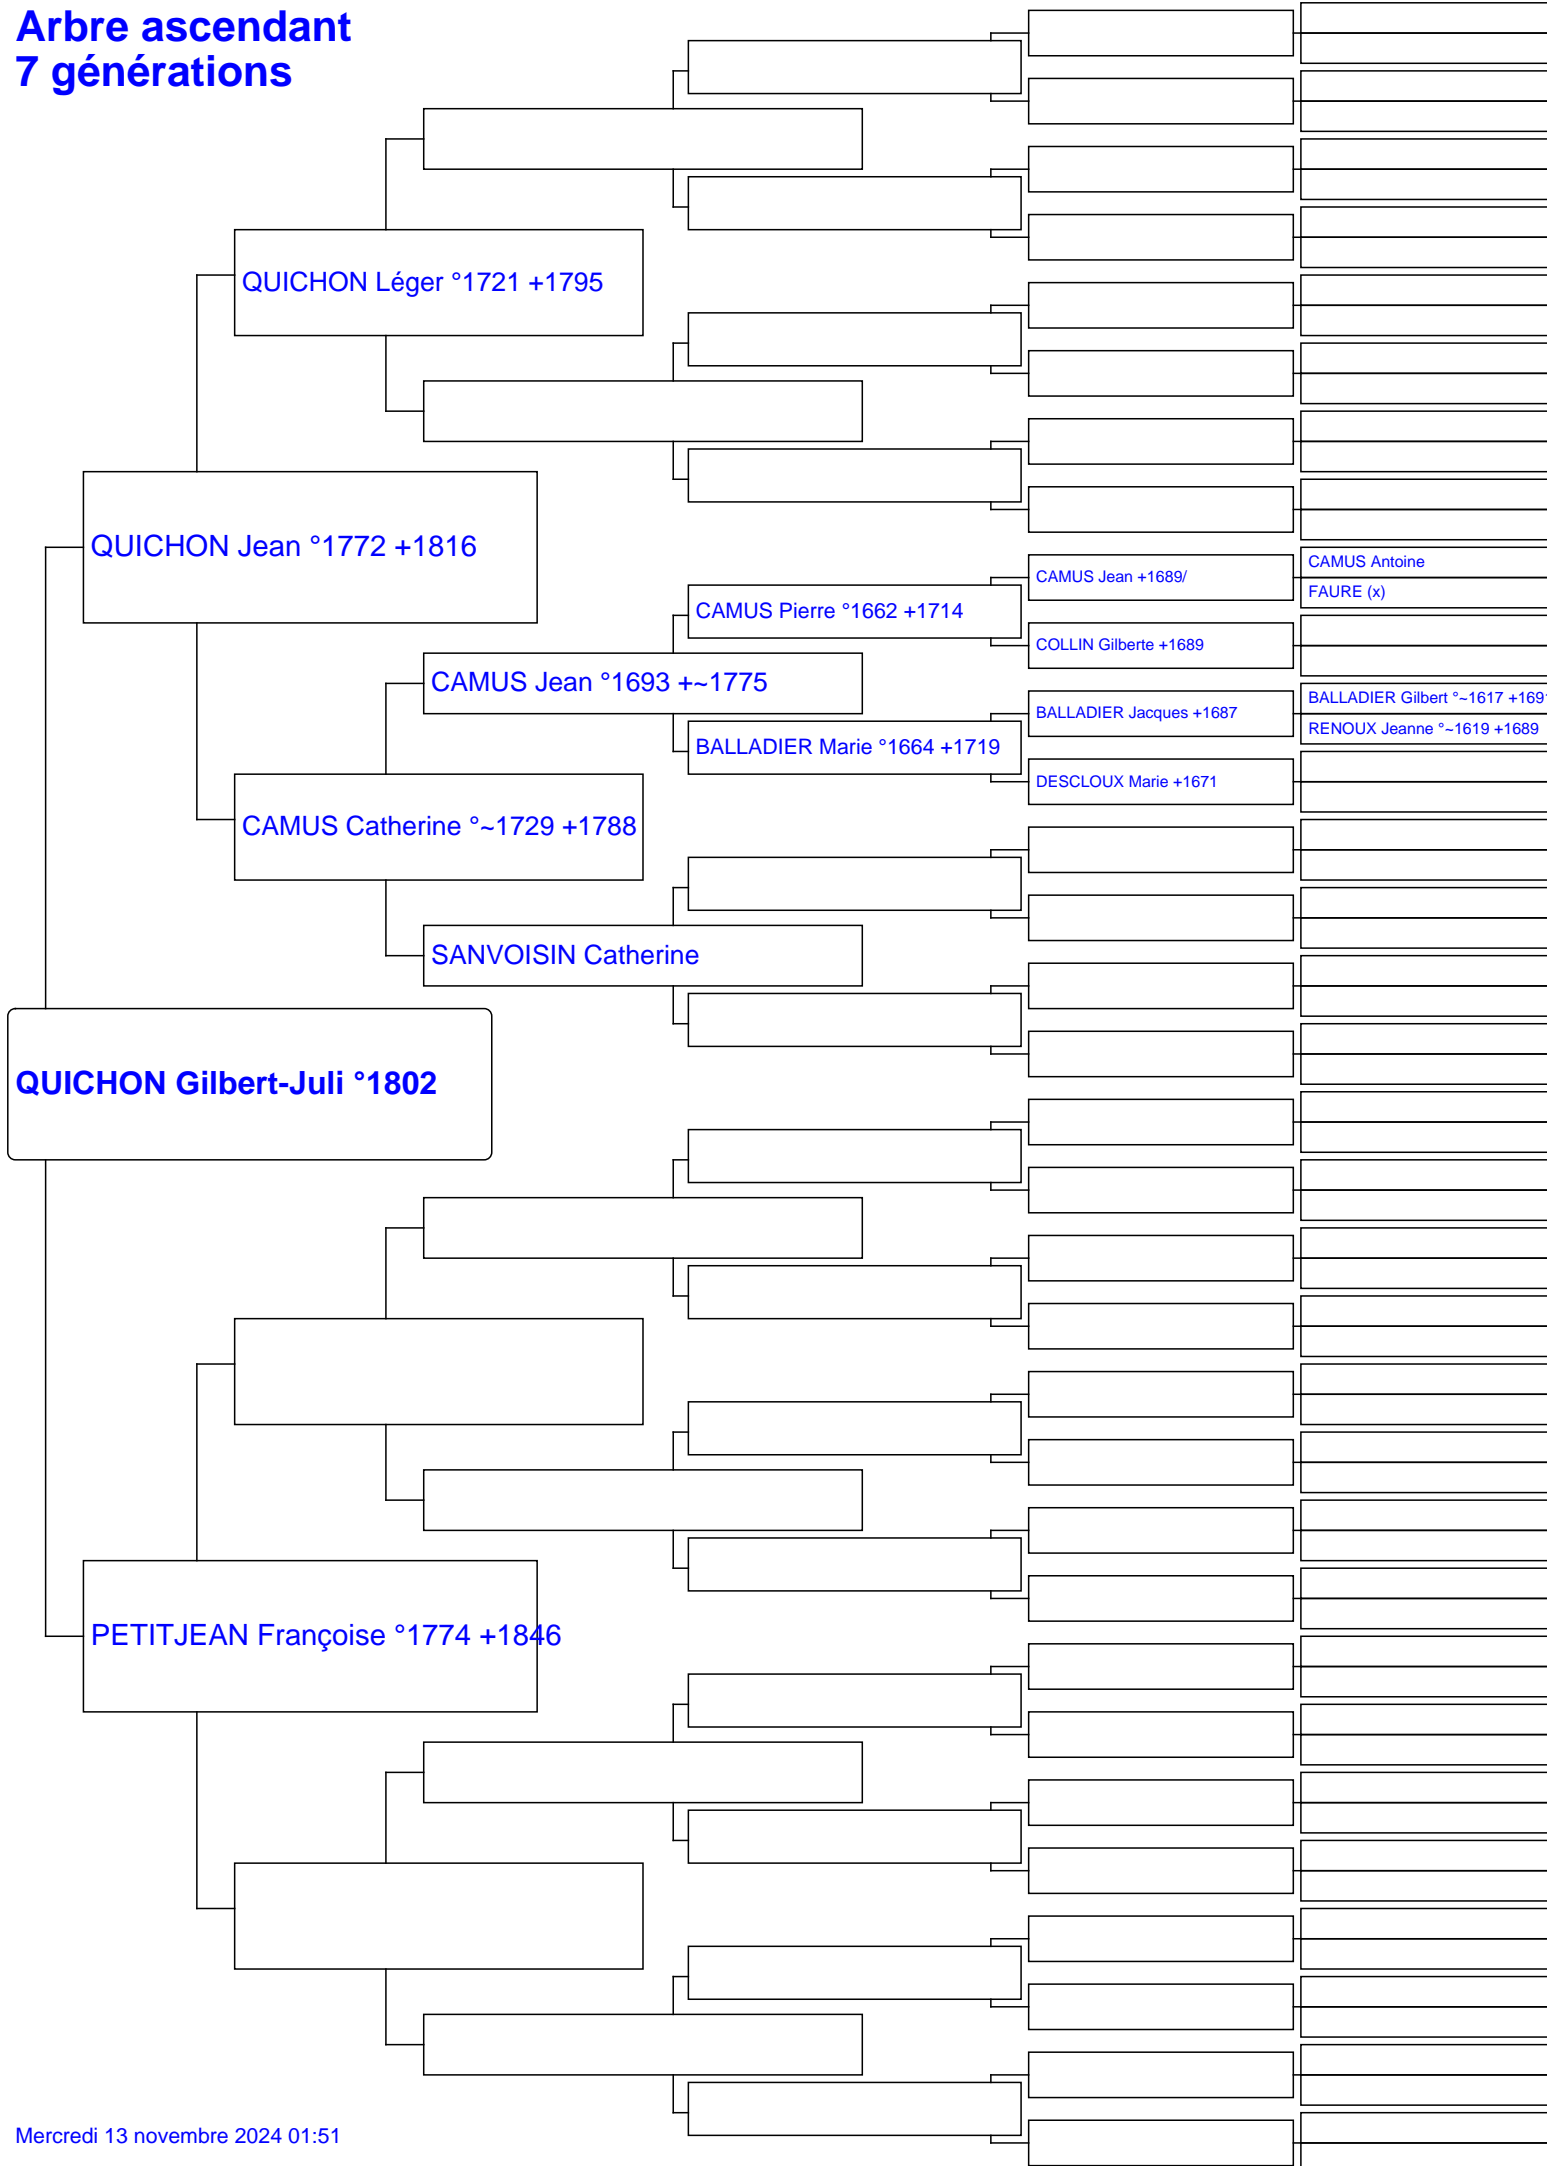 Arbre ascendant
7 générations
QUICHON Léger °1721 +1795
QUICHON Jean °1772 +1816
CAMUS Antoine
CAMUS Jean +1689/
FAURE (x)
CAMUS Pierre °1662 +1714
COLLIN Gilberte +1689
CAMUS Jean °1693 +~1775
BALLADIER Gilbert °~1617 +1691
BALLADIER Jacques +1687
RENOUX Jeanne °~1619 +1689
BALLADIER Marie °1664 +1719
DESCLOUX Marie +1671
CAMUS Catherine °~1729 +1788
SANVOISIN Catherine
QUICHON Gilbert-Juli °1802
PETITJEAN Françoise °1774 +1846
Mercredi 13 novembre 2024 01:51